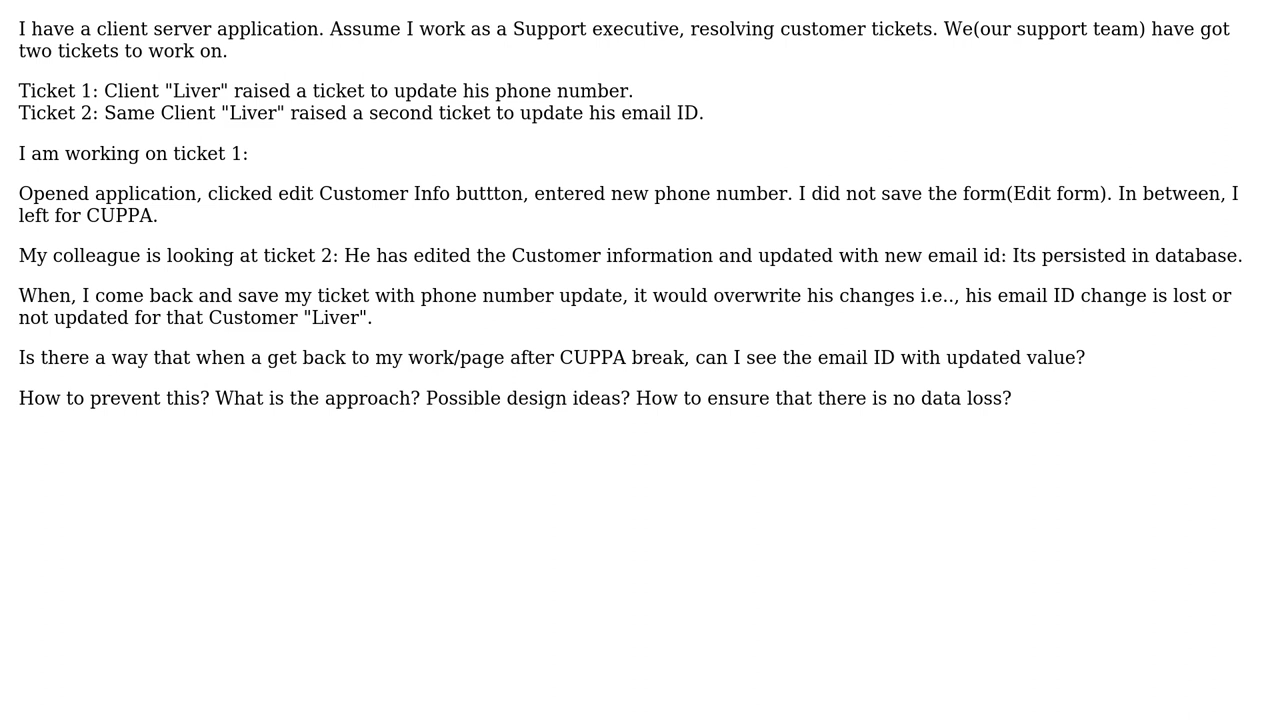 I have a client server application. Assume I work as a Support executive, resolving customer tickets. We(our support team) have got
two tickets to work on.
Ticket 1: Client "Liver" raised a ticket to update his phone number.
Ticket 2: Same Client "Liver" raised a second ticket to update his email ID.
I am working on ticket 1:
Opened application, clicked edit Customer Info buttton, entered new phone number. I did not save the form(Edit form). In between, I
left for CUPPA.
My colleague is looking at ticket 2: He has edited the Customer information and updated with new email id: Its persisted in database.
When, I come back and save my ticket with phone number update, it would overwrite his changes i.e.., his email ID change is lost or
not updated for that Customer "Liver".
Is there a way that when a get back to my work/page after CUPPA break, can I see the email ID with updated value?
How to prevent this? What is the approach? Possible design ideas? How to ensure that there is no data loss?